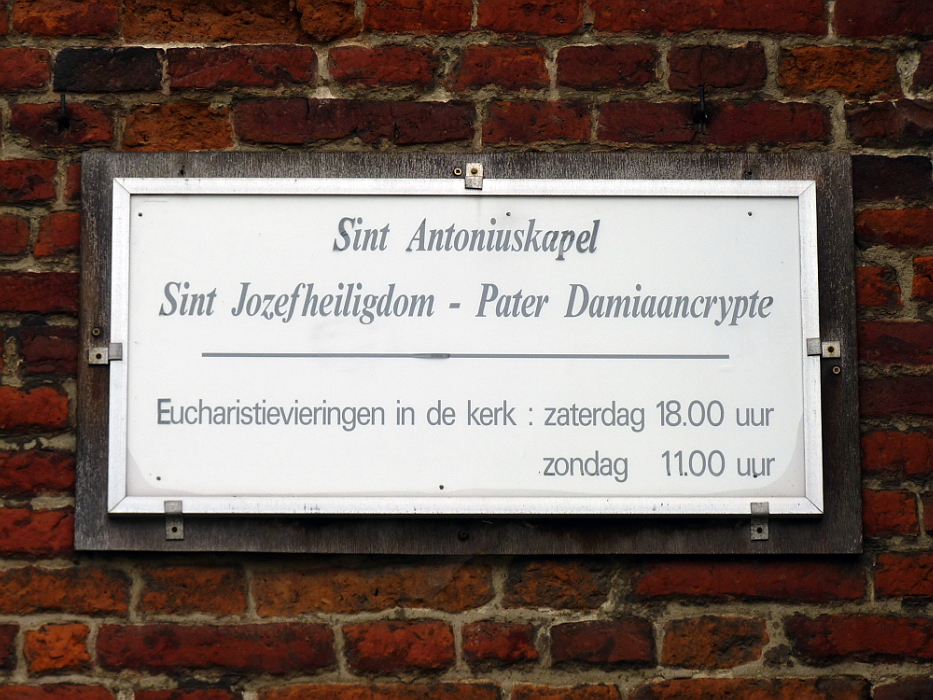 Sint Antoniuskapel
Sint Jozefheiligdom - Pater Damiaancrypte
Eucharistievieringen in de kerk : zaterdag 18.00 uur
zondag 11.00 uur